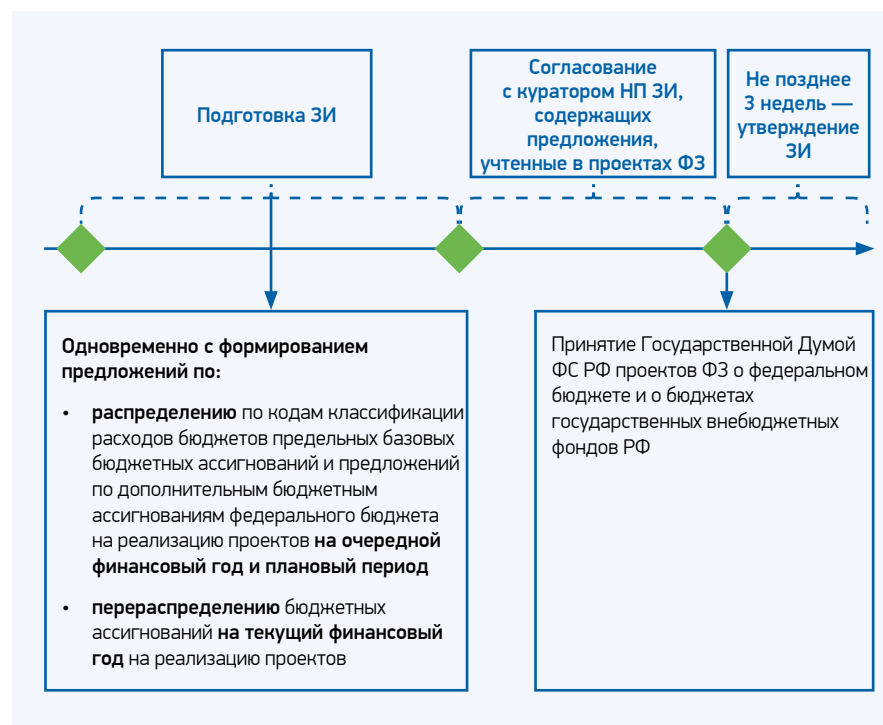 Подготовка ЗИ
Согласование
с куратором НП ЗИ,
содержащих
предложения,
учтенные в проектах ФЗ
Не позднее
3 недель —
утверждение
ЗИ
Одновременно с формированием
предложений по:
• распределению по кодам классификации
расходов бюджетов предельных базовых
бюджетных ассигнований и предложений
по дополнительным бюджетным
ассигнованиям федерального бюджета
на реализацию проектов на очередной
финансовый год и плановый период
• перераспределению бюджетных
ассигнований на текущий финансовый
год на реализацию проектов
Принятие Государственной Думой
ФС РФ проектов ФЗ о федеральном
бюджете и о бюджетах
государственных внебюджетных
фондов РФ